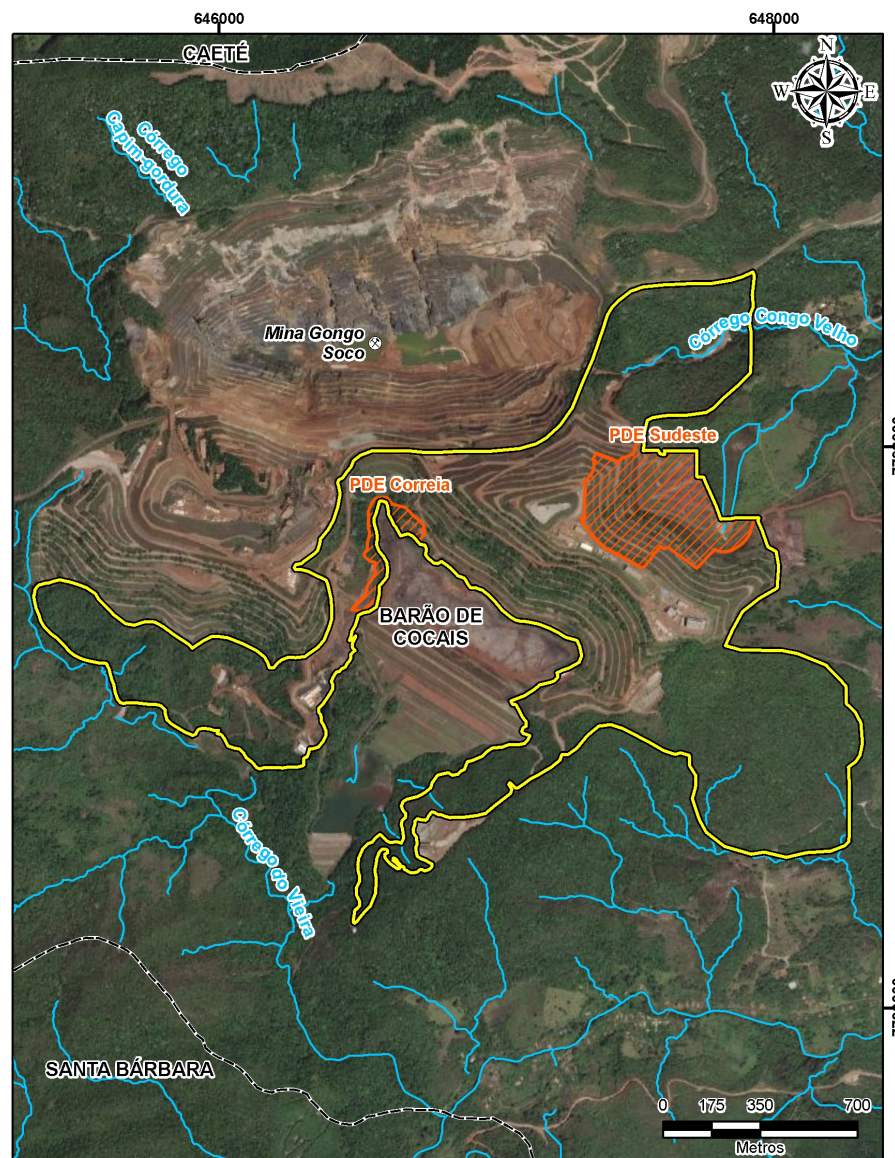 646000
648000
CAETÉ
N
W
E
S
Córrego
Capim-gordura
Mina Gongo
Soco
Córrego Congo Velho
PDE Sudeste
PDE Correia
BARÃO DE
COCAIS
Córrego do Vieira
SANTA BÁRBARA
0 175 350 700
Metros